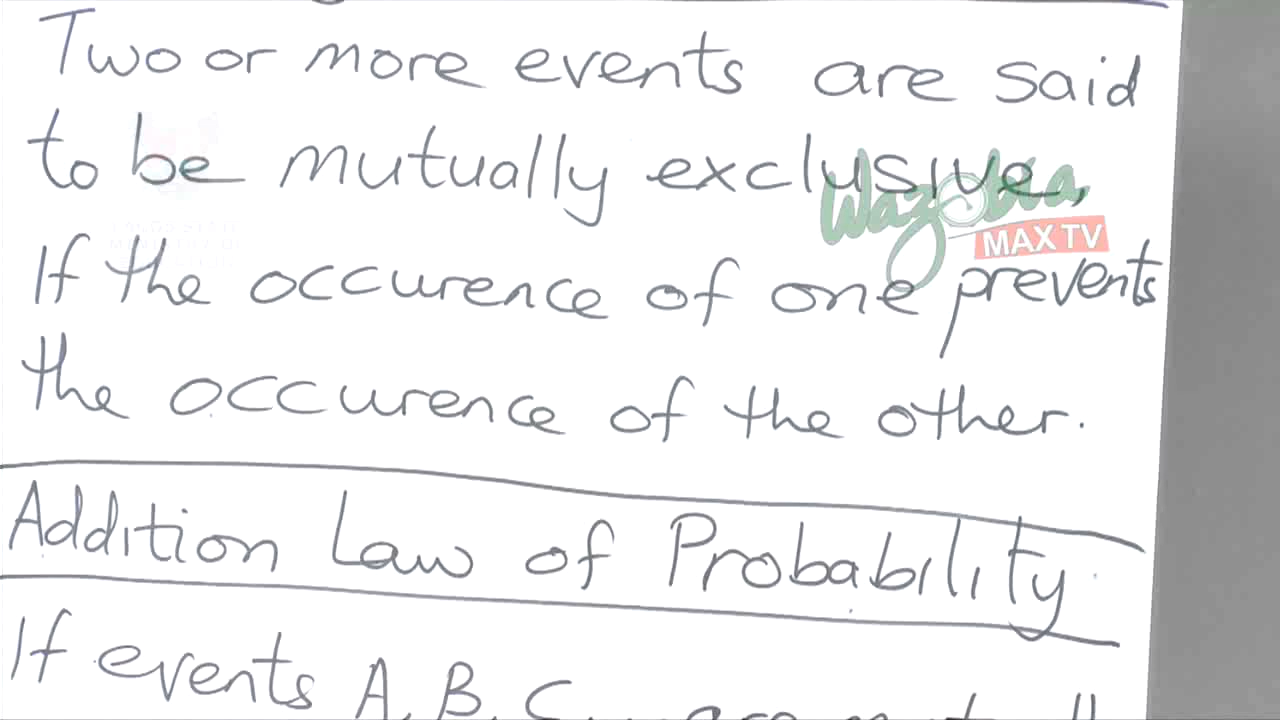 Two or more events are said
to be mutually exclusive,
Wazobia
MAX TV
If the occurence of one prevents
the occurence of the other.
Addition Law of Probability
If events A, B, C